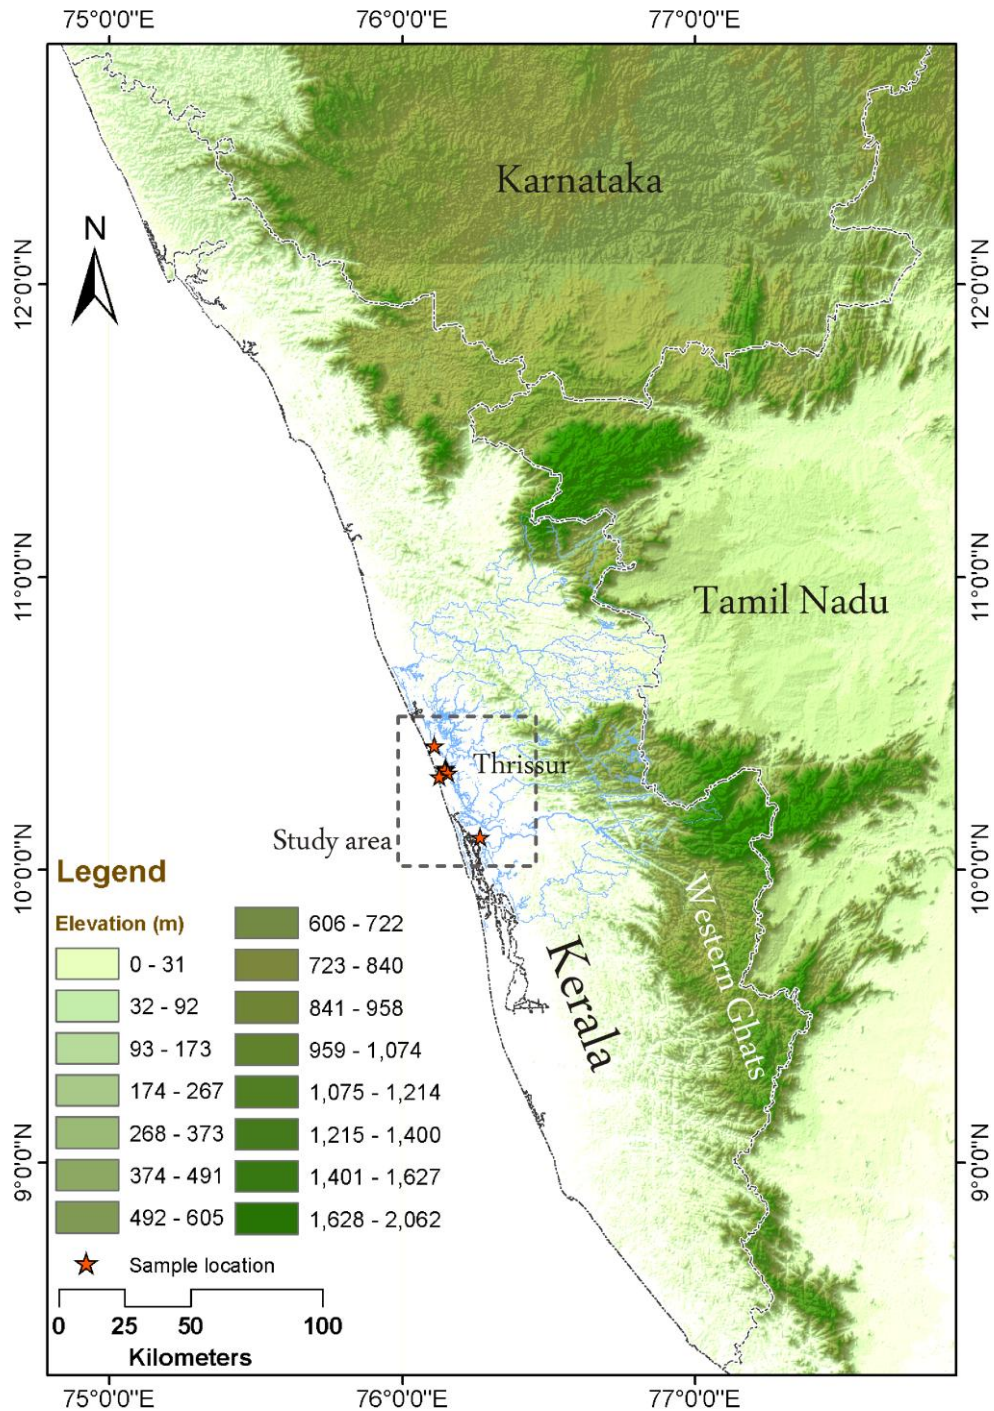 75°0'0"E
76°0'0"E
77°0'0"E
Karnataka
N
12°0'0"N
12°0'0"N
11°0'0"N
11°0'0"N
Tamil Nadu
Thrissur
Study area
10°0'0"N
10°0'0"N
Western Ghats
Kerala
Legend
Elevation (m)
0 - 31
32 - 92
93 - 173
174 - 267
268 - 373
374 - 491
492 - 605
606 - 722
723 - 840
841 - 958
959 - 1,074
1,075 - 1,214
1,215 - 1,400
1,401 - 1,627
1,628 - 2,062
9°0'0"N
9°0'0"N
Sample location
0 25 50 100
Kilometers
75°0'0"E
76°0'0"E
77°0'0"E